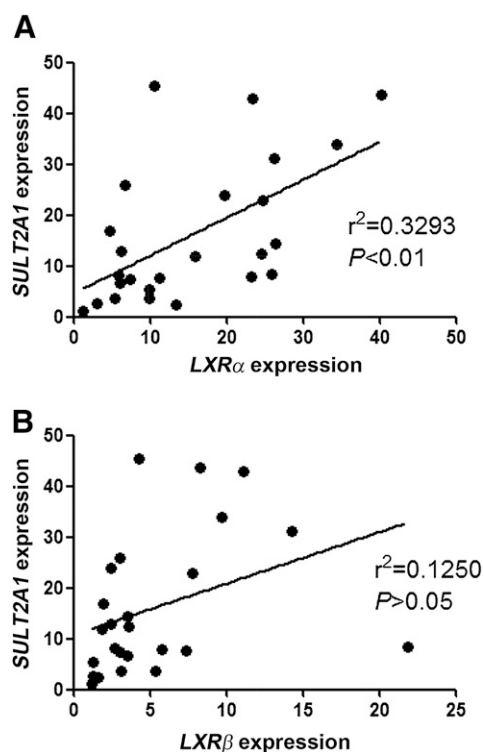 A
50
40
30
20
10
0
SULT2A1 expression
r²=0.3293
P<0.01
0 10 20 30 40 50
LXRα expression
B
50
40
30
20
10
0
SULT2A1 expression
r²=0.1250
P>0.05
0 5 10 15 20 25
LXRβ expression